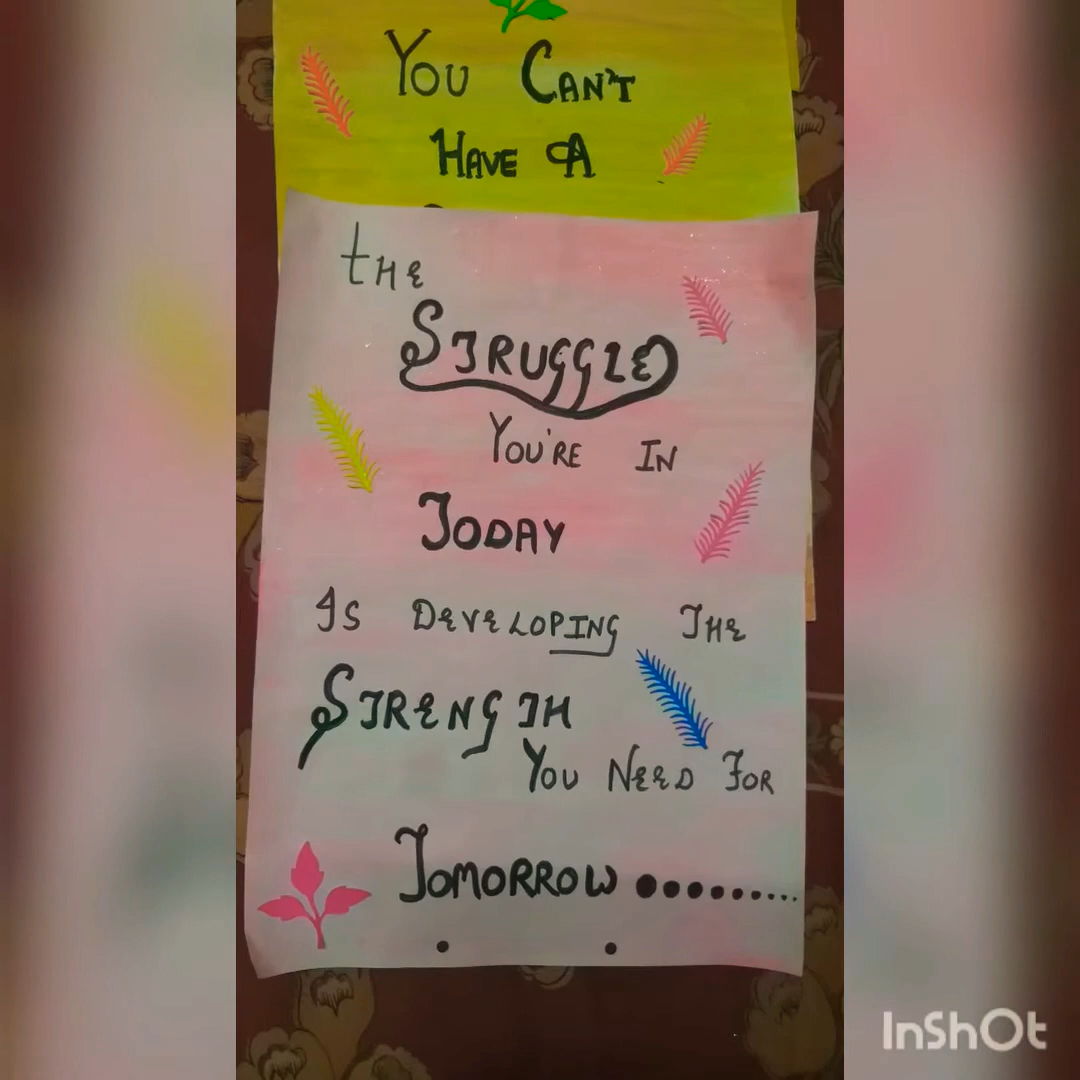 You Can't
Have A
the
Struggle
You're In
Today
Is Developing The
Strength
You Need For
Tomorrow.........
InShOt